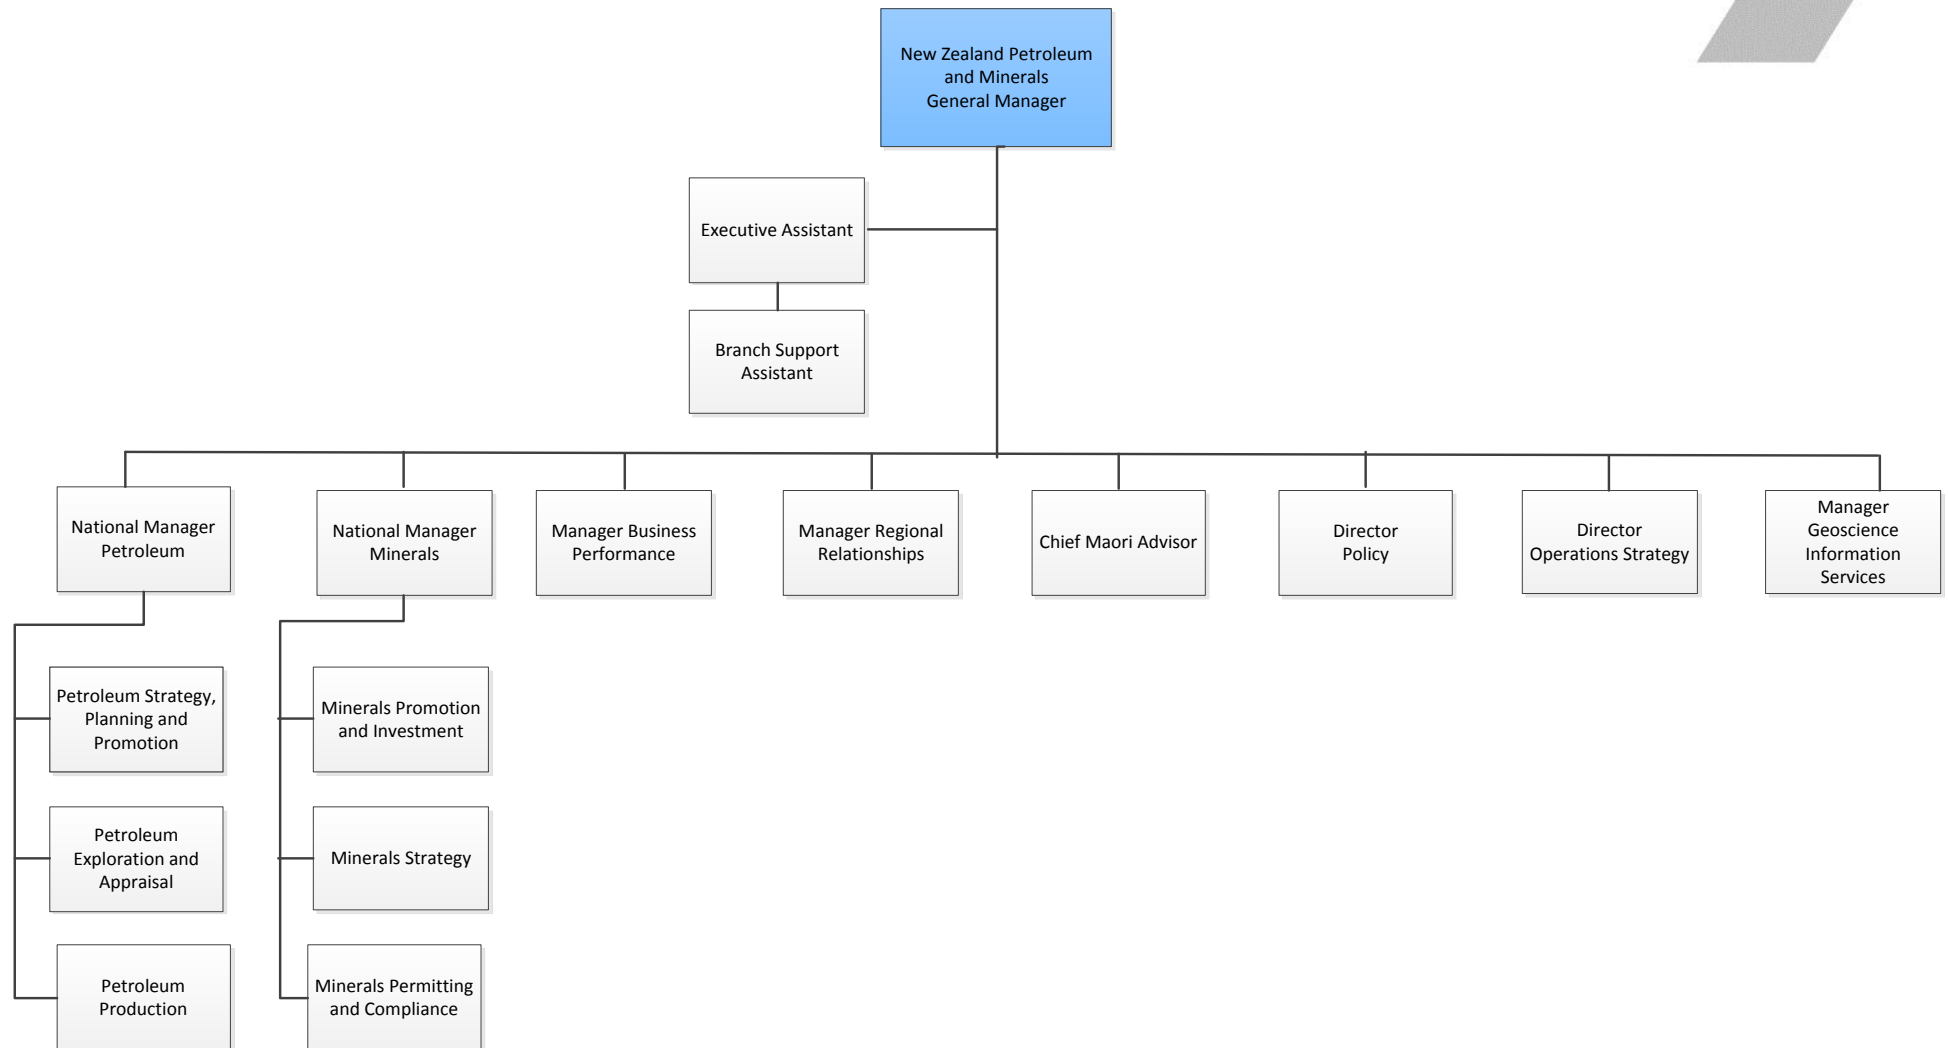 New Zealand Petroleum
and Minerals
General Manager
Executive Assistant
Branch Support
Assistant
National Manager
Petroleum
National Manager
Minerals
Manager Business
Performance
Manager Regional
Relationships
Chief Maori Advisor
Director
Policy
Director
Operations Strategy
Manager
Geoscience
Information
Services
Petroleum Strategy,
Planning and
Promotion
Minerals Promotion
and Investment
Petroleum
Exploration and
Appraisal
Minerals Strategy
Petroleum
Production
Minerals Permitting
and Compliance